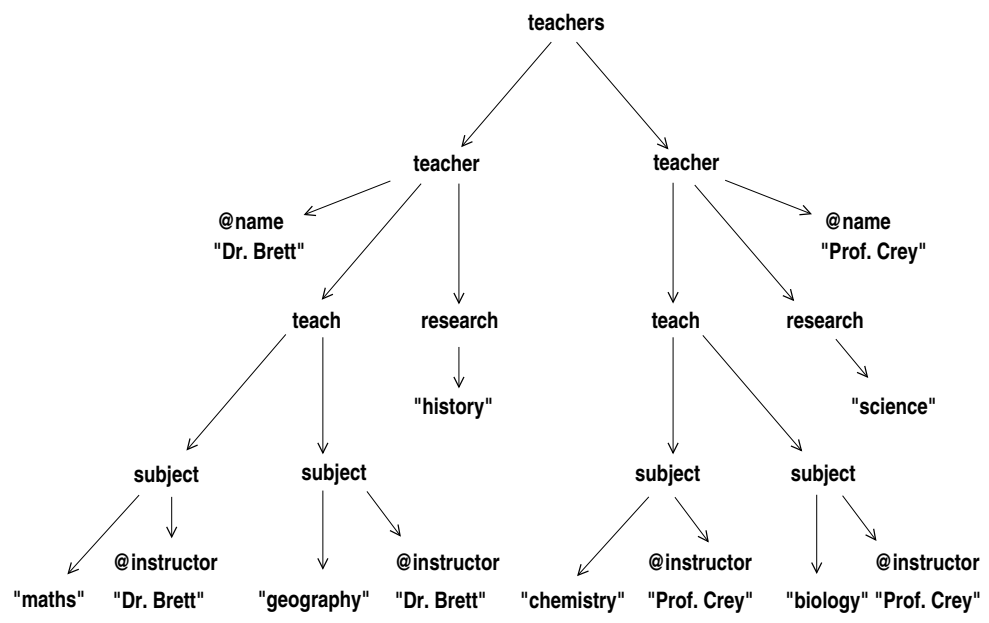 teachers
teacher
teacher
@name
"Dr. Brett"
@name
"Prof. Crey"
teach
research
teach
research
"history"
"science"
subject
subject
subject
subject
@instructor
@instructor
@instructor
@instructor
"maths"
"Dr. Brett"
"geography"
"Dr. Brett"
"chemistry"
"Prof. Crey"
"biology"
"Prof. Crey"